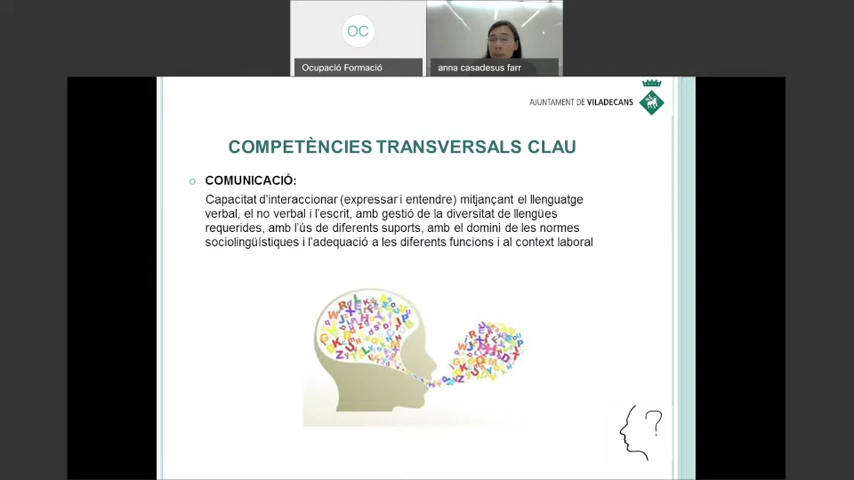 OC
Ocupació Formació
anna casadesus farr
AJUNTAMENT DE VILADECANS
COMPETÈNCIES TRANSVERSALS CLAU
COMUNICACIÓ:
Capacitat d'interaccionar (expressar i entendre) mitjançant el llenguatge
verbal, el no verbal i l'escrit, amb gestió de la diversitat de llengües
requerides, amb l'ús de diferents suports, amb el domini de les normes
sociolingüístiques i l'adequació a les diferents funcions i al context laboral
?